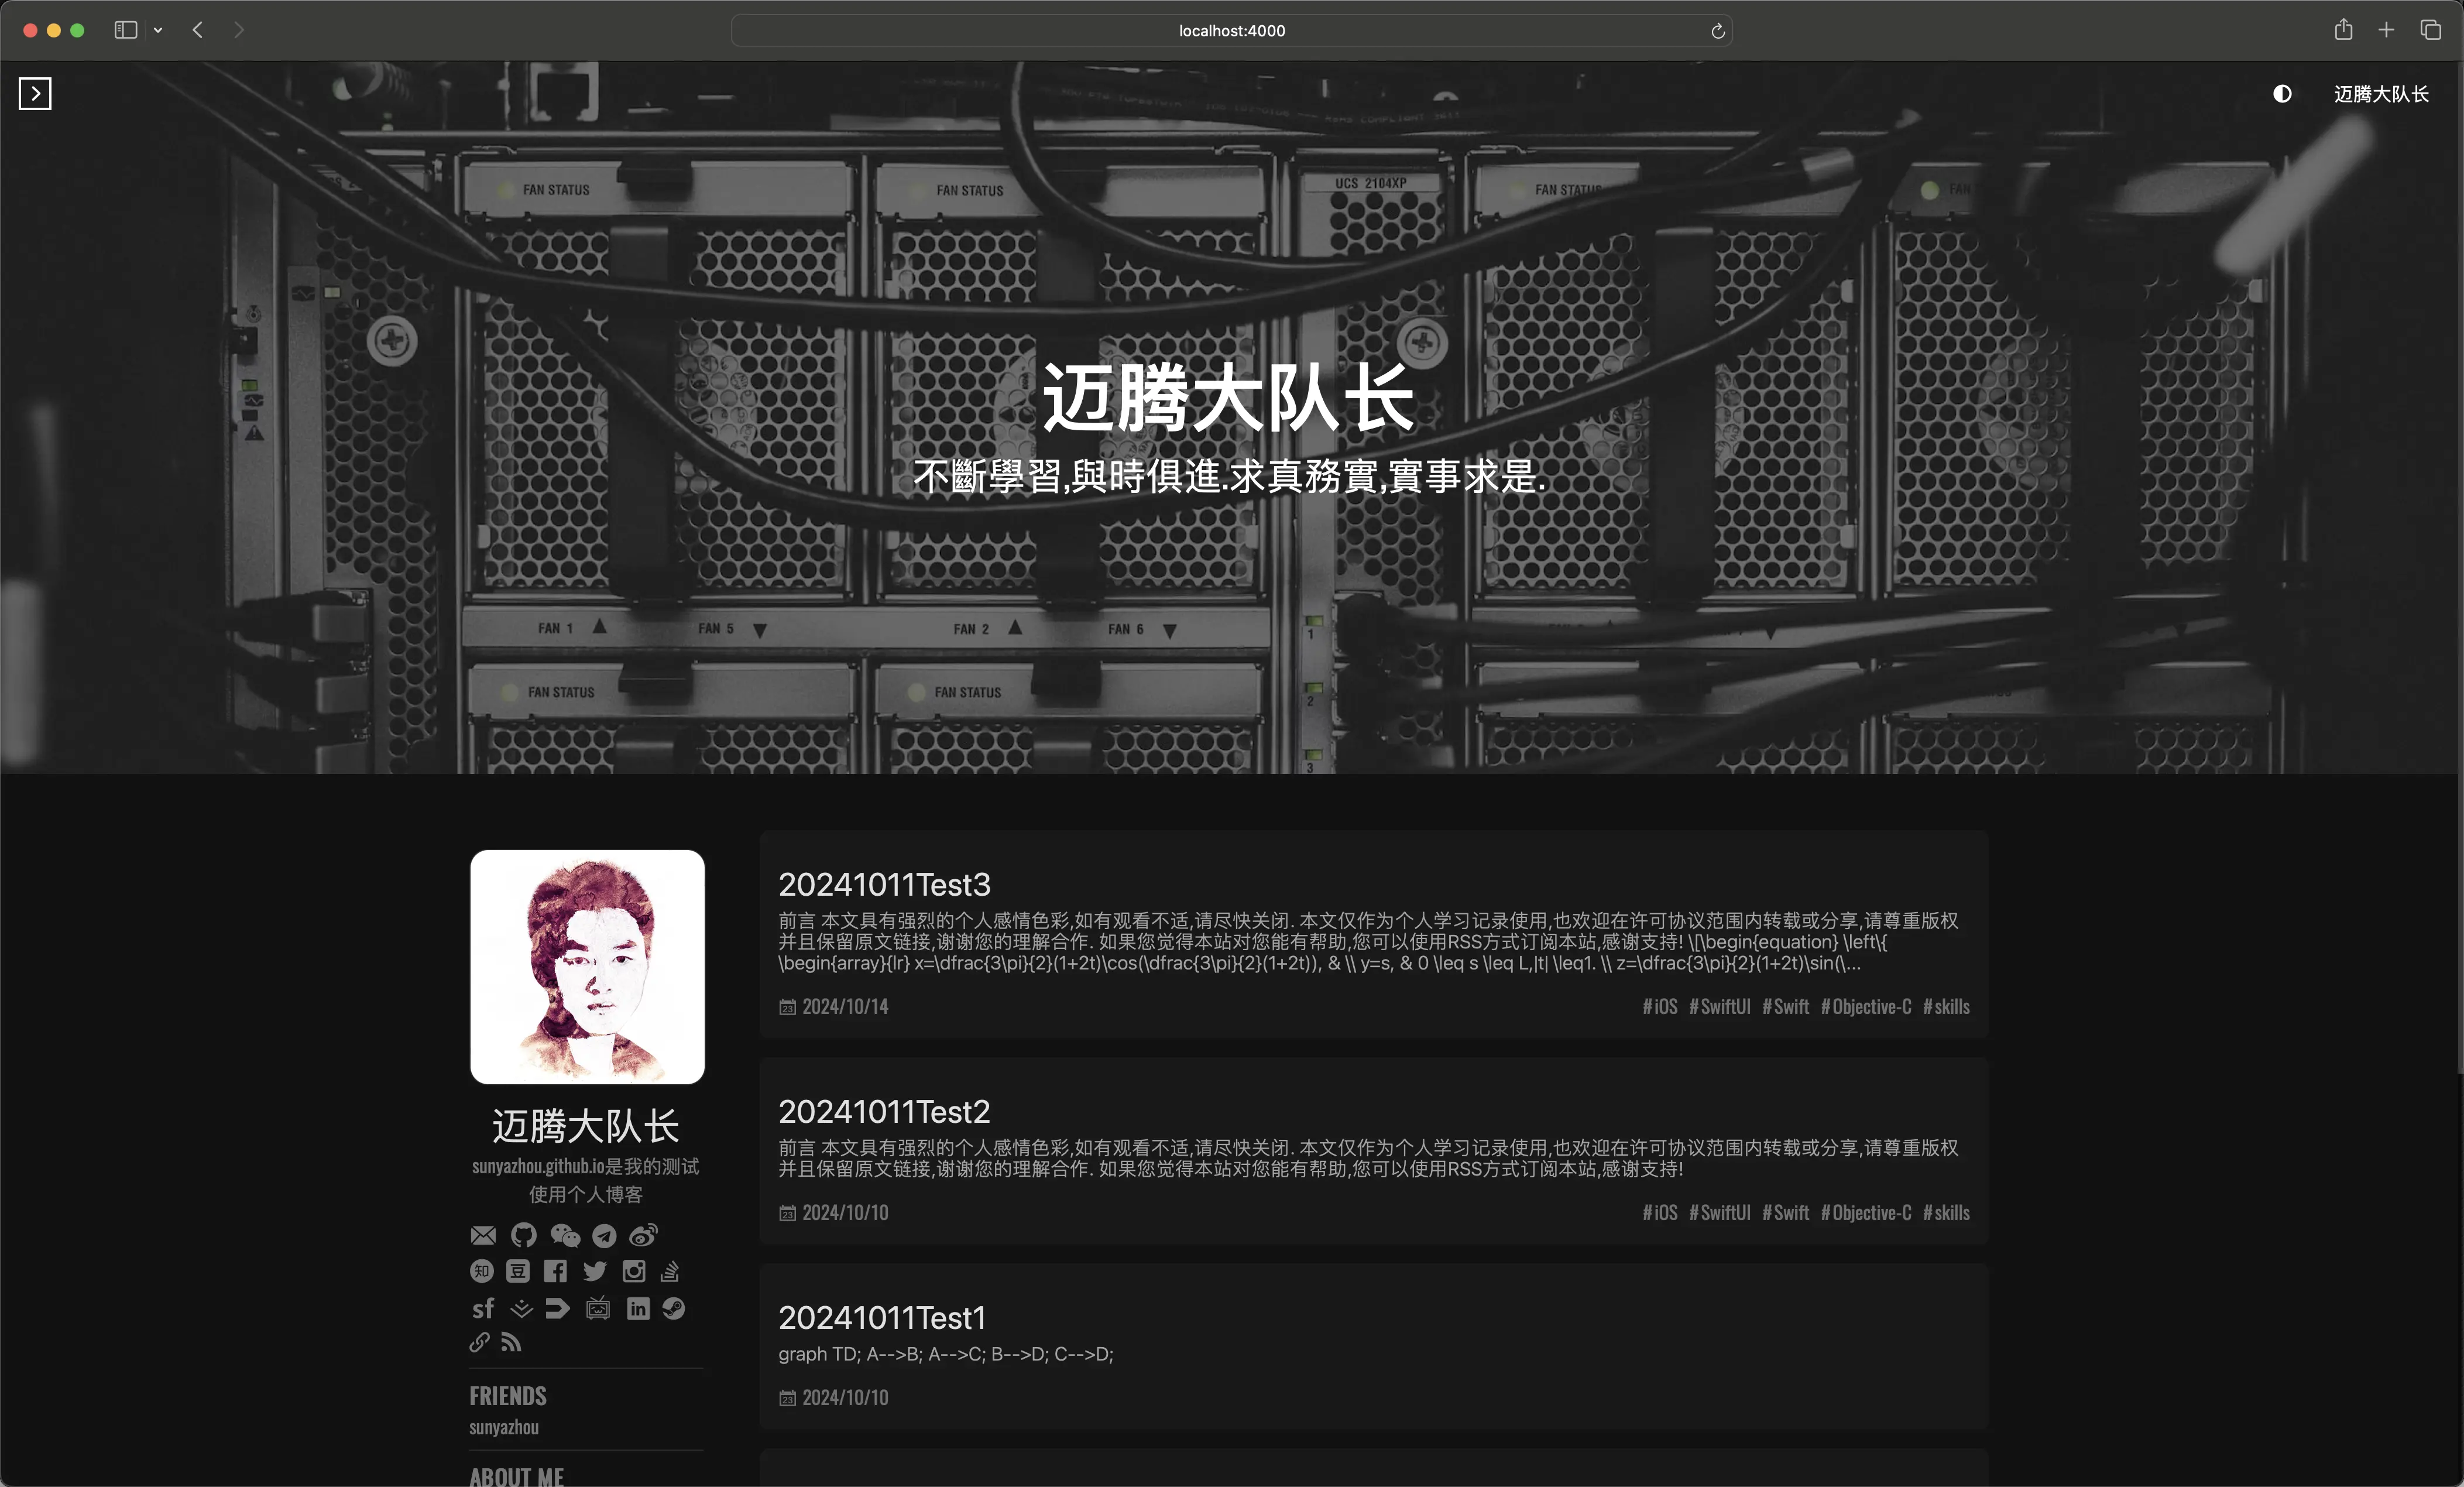 localhost:4000
迈腾大队长
FAN STATUS
FAN STATUS
UCS 2104XP
FAN STATUS
FAN
迈腾大队长
不斷學習,與時俱進.求真務實,實事求是.
FAN 1 ▲ FAN 5 ▼
FAN 2 ▲ FAN 6 ▼
1
FAN STATUS
FAN STATUS
2
3
20241011Test3
前言 本文具有强烈的个人感情色彩,如有观看不适,请尽快关闭. 本文仅作为个人学习记录使用,也欢迎在许可协议范围内转载或分享,请尊重版权
并且保留原文链接,谢谢您的理解合作. 如果您觉得本站对您能有帮助,您可以使用RSS方式订阅本站,感谢支持! \[\begin{equation} \left\{
\begin{array}{lr} x=\dfrac{3\pi}{2}(1+2t)\cos(\dfrac{3\pi}{2}(1+2t)), & \\ y=s, & 0 \leq s \leq L,|t| \leq1. \\ z=\dfrac{3\pi}{2}(1+2t)\sin(\...
2024/10/14
#iOS #SwiftUI #Swift #Objective-C #skills
20241011Test2
前言 本文具有强烈的个人感情色彩,如有观看不适,请尽快关闭. 本文仅作为个人学习记录使用,也欢迎在许可协议范围内转载或分享,请尊重版权
并且保留原文链接,谢谢您的理解合作. 如果您觉得本站对您能有帮助,您可以使用RSS方式订阅本站,感谢支持!
2024/10/10
#iOS #SwiftUI #Swift #Objective-C #skills
20241011Test1
graph TD; A-->B; A-->C; B-->D; C-->D;
2024/10/10
迈腾大队长
sunyazhou.github.io是我的测试
使用个人博客
知 豆
sf in
FRIENDS
sunyazhou
ABOUT ME